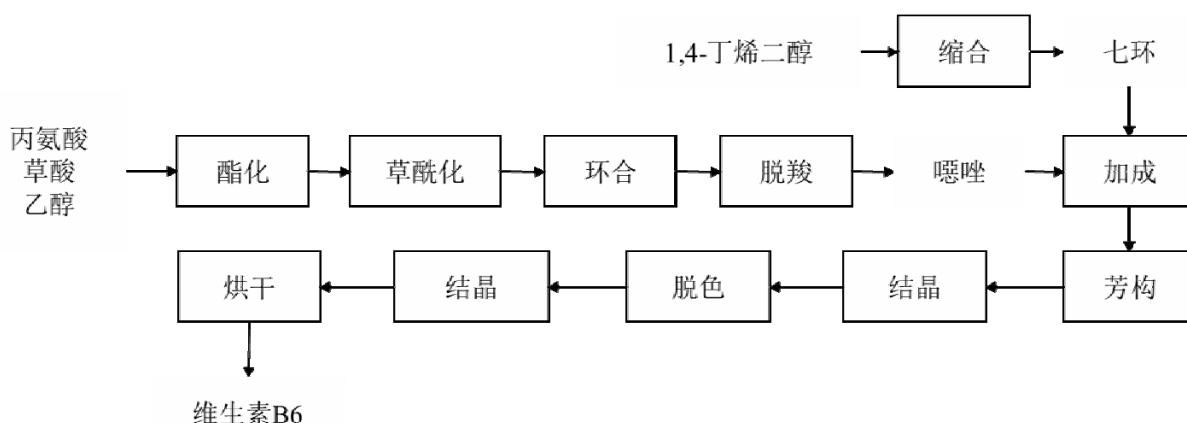 1,4-丁烯二醇
缩合
七环
丙氨酸
草酸
乙醇
酯化
草酰化
环合
脱羧
噁唑
加成
烘干
结晶
脱色
结晶
芳构
维生素B6